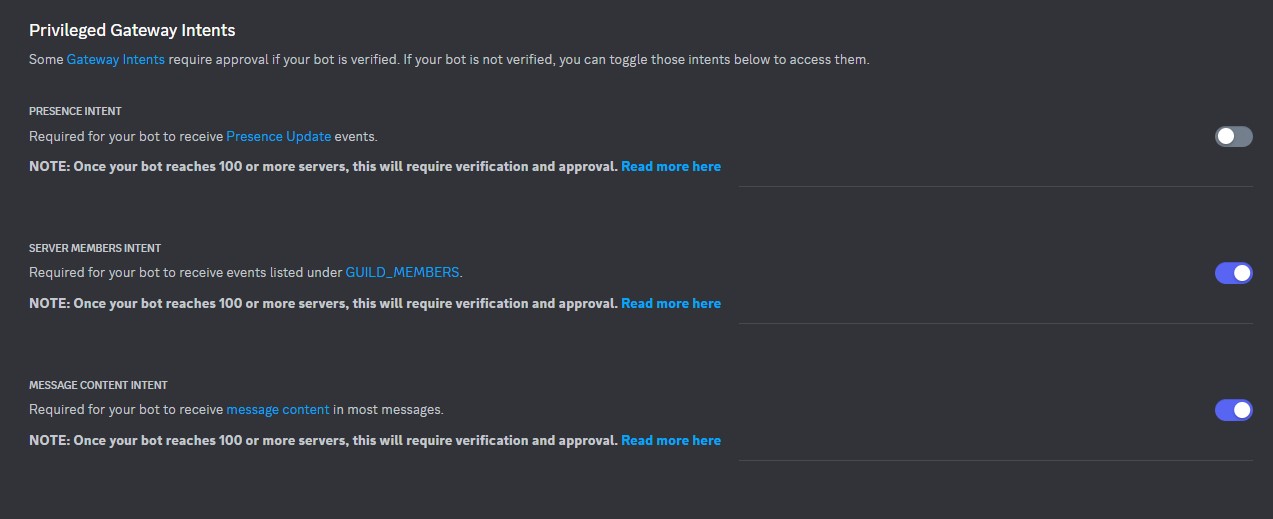 Privileged Gateway Intents
Some Gateway Intents require approval if your bot is verified. If your bot is not verified, you can toggle those intents below to access them.
PRESENCE INTENT
Required for your bot to receive Presence Update events.
NOTE: Once your bot reaches 100 or more servers, this will require verification and approval. Read more here
SERVER MEMBERS INTENT
Required for your bot to receive events listed under GUILD_MEMBERS.
NOTE: Once your bot reaches 100 or more servers, this will require verification and approval. Read more here
MESSAGE CONTENT INTENT
Required for your bot to receive message content in most messages.
NOTE: Once your bot reaches 100 or more servers, this will require verification and approval. Read more here